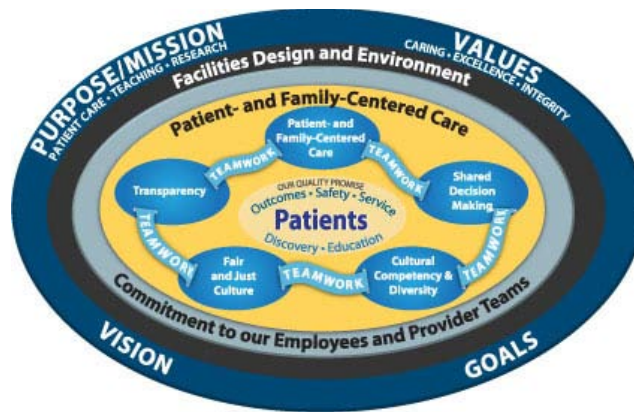 PURPOSE/MISSION
PATIENT CARE • TEACHING • RESEARCH
VALUES
CARING • EXCELLENCE • INTEGRITY
Facilities Design and Environment
Patient- and Family-Centered Care
Patient- and
Family-Centered
Care
TEAMWORK
TEAMWORK
Transparency
Shared
Decision
Making
OUR QUALITY PROMISE
Outcomes • Safety • Service
Patients
Discovery • Education
TEAMWORK
TEAMWORK
Fair
and Just
Culture
TEAMWORK
Cultural
Competency &
Diversity
Commitment to our Employees and Provider Teams
VISION
GOALS